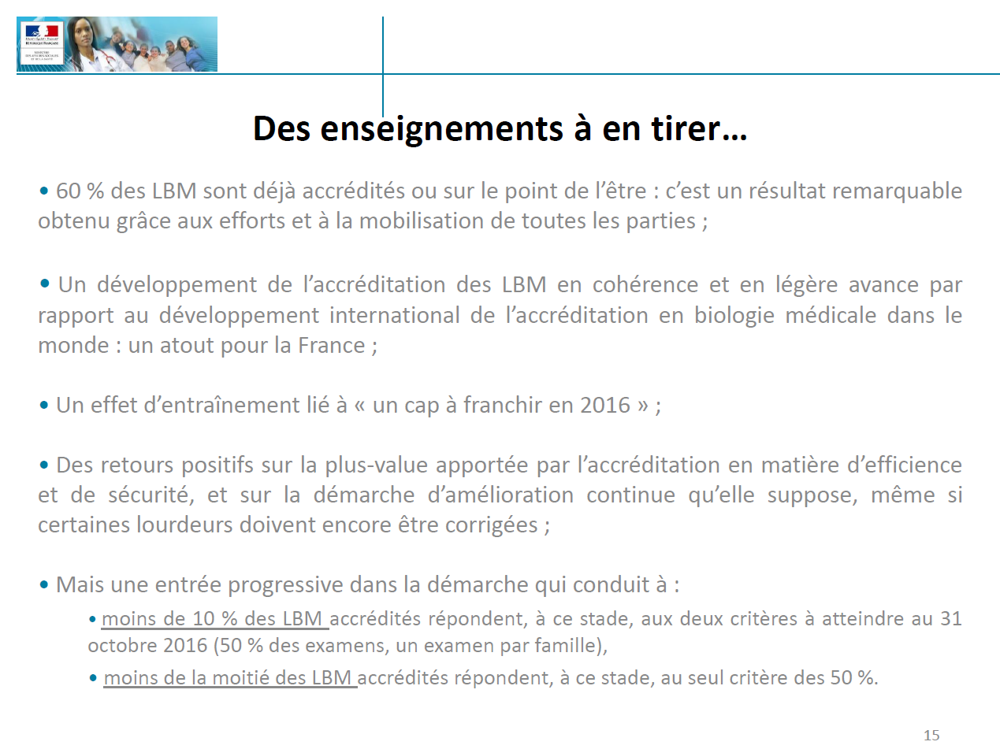 Liberté • Égalité • Fraternité
RÉPUBLIQUE FRANÇAISE
MINISTÈRE
DES AFFAIRES SOCIALES
ET DE LA SANTÉ
Des enseignements à en tirer…
• 60 % des LBM sont déjà accrédités ou sur le point de l’être : c’est un résultat remarquable
obtenu grâce aux efforts et à la mobilisation de toutes les parties ;
• Un développement de l’accréditation des LBM en cohérence et en légère avance par
rapport au développement international de l’accréditation en biologie médicale dans le
monde : un atout pour la France ;
• Un effet d’entraînement lié à « un cap à franchir en 2016 » ;
• Des retours positifs sur la plus-value apportée par l’accréditation en matière d’efficience
et de sécurité, et sur la démarche d’amélioration continue qu’elle suppose, même si
certaines lourdeurs doivent encore être corrigées ;
• Mais une entrée progressive dans la démarche qui conduit à :
• moins de 10 % des LBM accrédités répondent, à ce stade, aux deux critères à atteindre au 31
octobre 2016 (50 % des examens, un examen par famille),
• moins de la moitié des LBM accrédités répondent, à ce stade, au seul critère des 50 %.
15